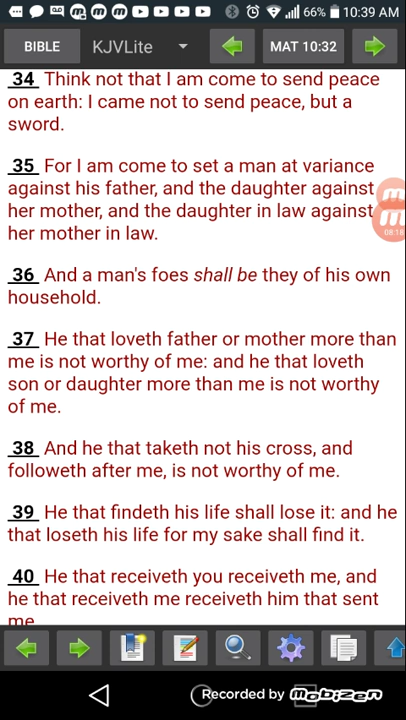 66% 10:39 AM
BIBLE KJVLite MAT 10:32
34 Think not that I am come to send peace
on earth: I came not to send peace, but a
sword.
35 For I am come to set a man at variance
against his father, and the daughter against
her mother, and the daughter in law against
her mother in law.
08:18
36 And a man's foes shall be they of his own
household.
37 He that loveth father or mother more than
me is not worthy of me: and he that loveth
son or daughter more than me is not worthy
of me.
38 And he that taketh not his cross, and
followeth after me, is not worthy of me.
39 He that findeth his life shall lose it: and he
that loseth his life for my sake shall find it.
40 He that receiveth you receiveth me, and
he that receiveth me receiveth him that sent
me
Recorded by mobizen